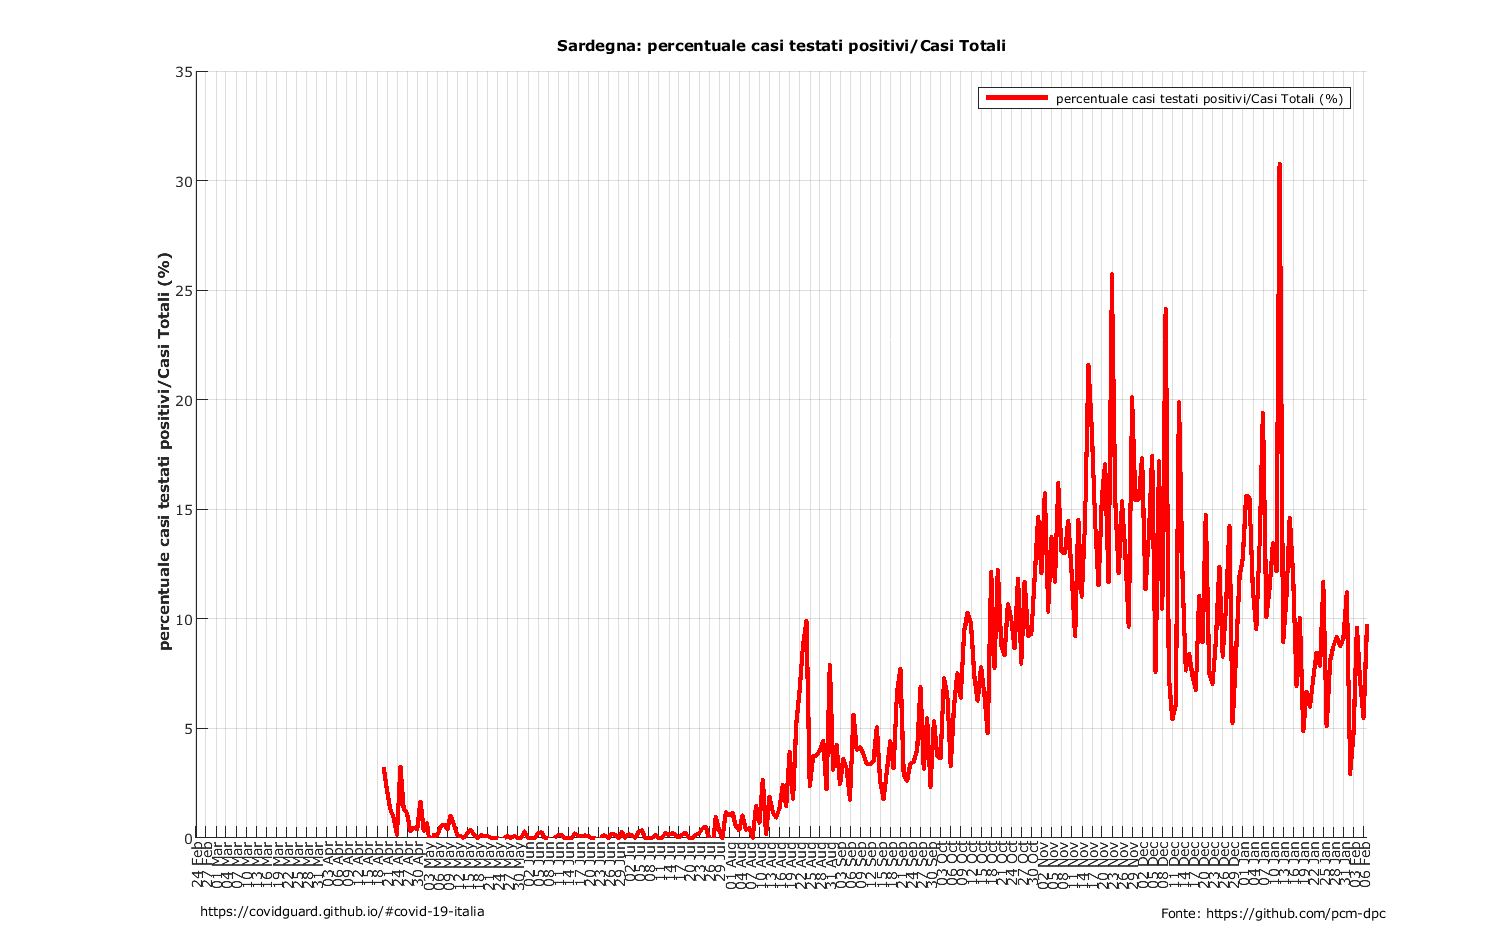 Sardegna: percentuale casi testati positivi/Casi Totali
percentuale casi testati positivi/Casi Totali (%)
percentuale casi testati positivi/Casi Totali (%)
35
30
25
20
15
10
5
0
24 Feb
27 Feb
01 Mar
04 Mar
07 Mar
10 Mar
13 Mar
16 Mar
19 Mar
22 Mar
25 Mar
28 Mar
31 Mar
03 Apr
06 Apr
09 Apr
12 Apr
15 Apr
18 Apr
21 Apr
24 Apr
27 Apr
30 Apr
03 May
06 May
09 May
12 May
15 May
18 May
21 May
24 May
27 May
30 May
02 Jun
05 Jun
08 Jun
11 Jun
14 Jun
17 Jun
20 Jun
23 Jun
26 Jun
29 Jun
02 Jul
05 Jul
08 Jul
11 Jul
14 Jul
17 Jul
20 Jul
23 Jul
26 Jul
29 Jul
01 Aug
04 Aug
07 Aug
10 Aug
13 Aug
16 Aug
19 Aug
22 Aug
25 Aug
28 Aug
31 Aug
03 Sep
06 Sep
09 Sep
12 Sep
15 Sep
18 Sep
21 Sep
24 Sep
27 Sep
30 Sep
03 Oct
06 Oct
09 Oct
12 Oct
15 Oct
18 Oct
21 Oct
24 Oct
27 Oct
30 Oct
02 Nov
05 Nov
08 Nov
11 Nov
14 Nov
17 Nov
20 Nov
23 Nov
26 Nov
29 Nov
02 Dec
05 Dec
08 Dec
11 Dec
14 Dec
17 Dec
20 Dec
23 Dec
26 Dec
29 Dec
01 Jan
04 Jan
07 Jan
10 Jan
13 Jan
16 Jan
19 Jan
22 Jan
25 Jan
28 Jan
31 Jan
03 Feb
06 Feb
https://covidguard.github.io/#covid-19-italia
Fonte: https://github.com/pcm-dpc